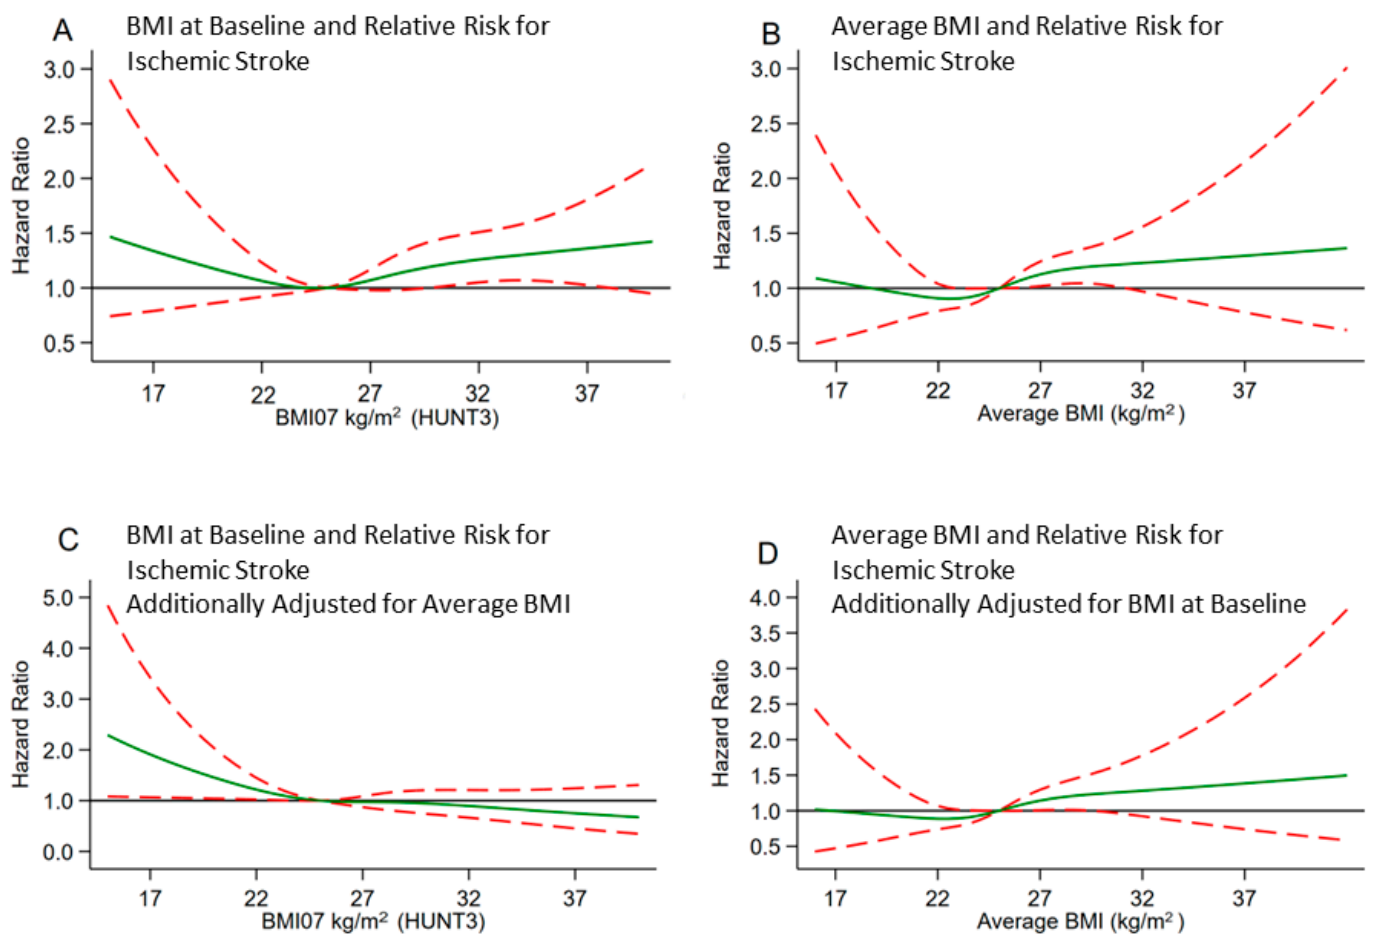 A
BMI at Baseline and Relative Risk for
Ischemic Stroke
3.0
2.5
2.0
1.5
1.0
0.5
Hazard Ratio
17 22 27 32 37
BMI07 kg/m² (HUNT3)
B
Average BMI and Relative Risk for
Ischemic Stroke
3.0
2.5
2.0
1.5
1.0
0.5
Hazard Ratio
17 22 27 32 37
Average BMI (kg/m²)
C
BMI at Baseline and Relative Risk for
Ischemic Stroke
Additionally Adjusted for Average BMI
5.0
4.0
3.0
2.0
1.0
0.0
Hazard Ratio
17 22 27 32 37
BMI07 kg/m² (HUNT3)
D
Average BMI and Relative Risk for
Ischemic Stroke
Additionally Adjusted for BMI at Baseline
4.0
3.5
3.0
2.5
2.0
1.5
1.0
0.5
Hazard Ratio
17 22 27 32 37
Average BMI (kg/m²)